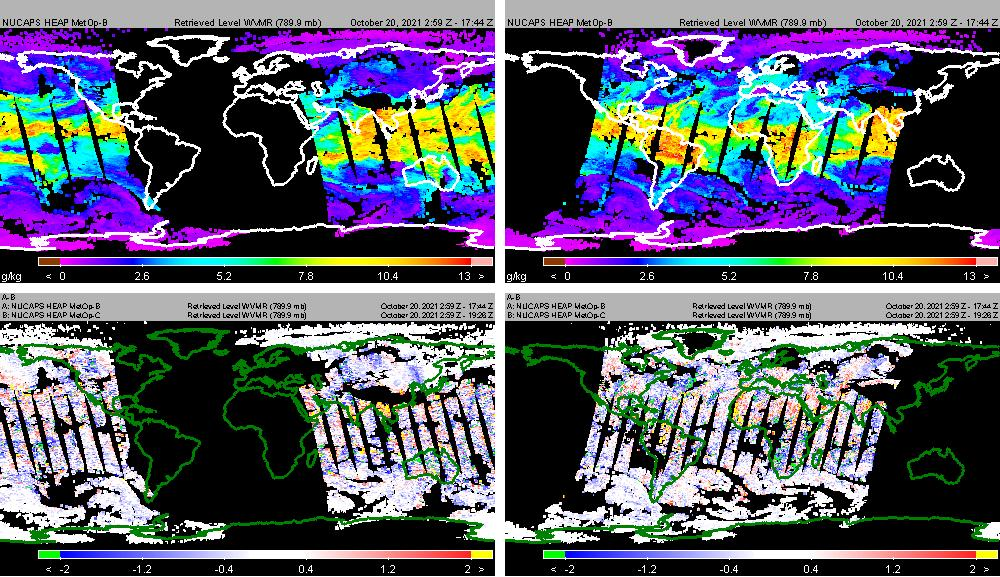 NUCAPS HEAP MetOp-B Retrieved Level WVMR (789.9 mb) October 20, 2021 2:59 Z - 17:44 Z
g/kg < 0 2.6 5.2 7.8 10.4 13 >
NUCAPS HEAP MetOp-B Retrieved Level WVMR (789.9 mb) October 20, 2021 2:59 Z - 17:44 Z
g/kg < 0 2.6 5.2 7.8 10.4 13 >
A-B
A: NUCAPS HEAP MetOp-B Retrieved Level WVMR (789.9 mb) October 20, 2021 2:59 Z - 17:44 Z
B: NUCAPS HEAP MetOp-C Retrieved Level WVMR (789.9 mb) October 20, 2021 2:59 Z - 19:26 Z
< -2 -1.2 -0.4 0.4 1.2 2 >
A-B
A: NUCAPS HEAP MetOp-B Retrieved Level WVMR (789.9 mb) October 20, 2021 2:59 Z - 17:44 Z
B: NUCAPS HEAP MetOp-C Retrieved Level WVMR (789.9 mb) October 20, 2021 2:59 Z - 19:26 Z
< -2 -1.2 -0.4 0.4 1.2 2 >